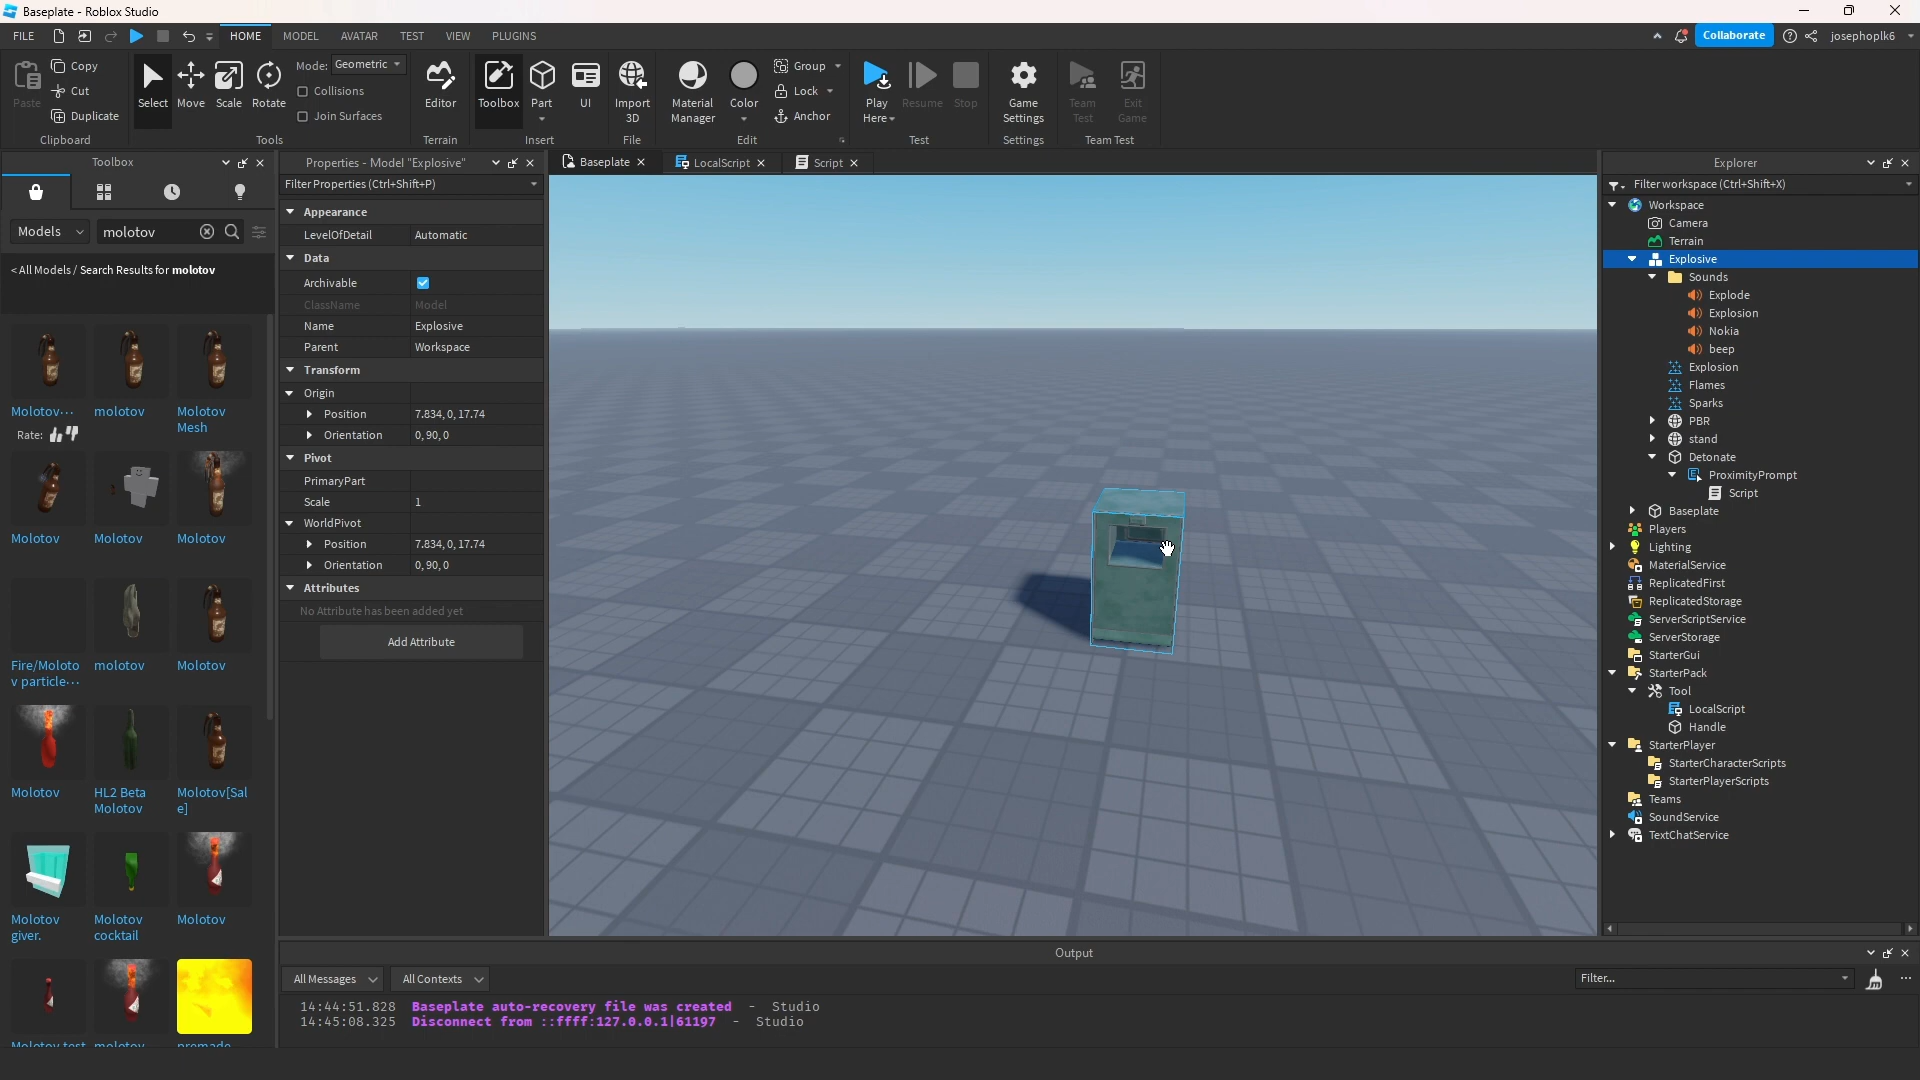 Baseplate - Roblox Studio
FILE
HOME
MODEL
AVATAR
TEST
VIEW
PLUGINS
Collaborate
josephoplk6
Paste
Copy
Cut
Duplicate
Clipboard
Select
Move
Scale
Rotate
Mode: Geometric
Collisions
Join Surfaces
Tools
Editor
Terrain
Toolbox
Part
UI
Insert
Import
3D
File
Material
Manager
Color
Group
Lock
Anchor
Edit
Play
Here
Resume
Stop
Test
Game
Settings
Settings
Team
Test
Exit
Game
Team Test
Toolbox
Models
molotov
< All Models / Search Results for molotov
Molotov...
molotov
Molotov
Mesh
Rate:
Molotov
Molotov
Molotov
Fire/Moloto
v particle...
molotov
Molotov
Molotov
HL2 Beta
Molotov
Molotov[Sal
e]
Molotov
giver.
Molotov
cocktail
Molotov
Molotov test
molotov
premade
Properties - Model "Explosive"
Filter Properties (Ctrl+Shift+P)
Appearance
LevelOfDetail Automatic
Data
Archivable
ClassName Model
Name Explosive
Parent Workspace
Transform
Origin
Position 7.834, 0, 17.74
Orientation 0, 90, 0
Pivot
PrimaryPart
Scale 1
WorldPivot
Position 7.834, 0, 17.74
Orientation 0, 90, 0
Attributes
No Attribute has been added yet
Add Attribute
Baseplate
LocalScript
Script
Explorer
Filter workspace (Ctrl+Shift+X)
Workspace
Camera
Terrain
Explosive
Sounds
Explode
Explosion
Nokia
beep
Explosion
Flames
Sparks
PBR
stand
Detonate
ProximityPrompt
Script
Baseplate
Players
Lighting
MaterialService
ReplicatedFirst
ReplicatedStorage
ServerScriptService
ServerStorage
StarterGui
StarterPack
Tool
LocalScript
Handle
StarterPlayer
StarterCharacterScripts
StarterPlayerScripts
Teams
SoundService
TextChatService
Output
All Messages
All Contexts
Filter...
14:44:51.828 Baseplate auto-recovery file was created - Studio
14:45:08.325 Disconnect from ::ffff:127.0.0.1|61197 - Studio